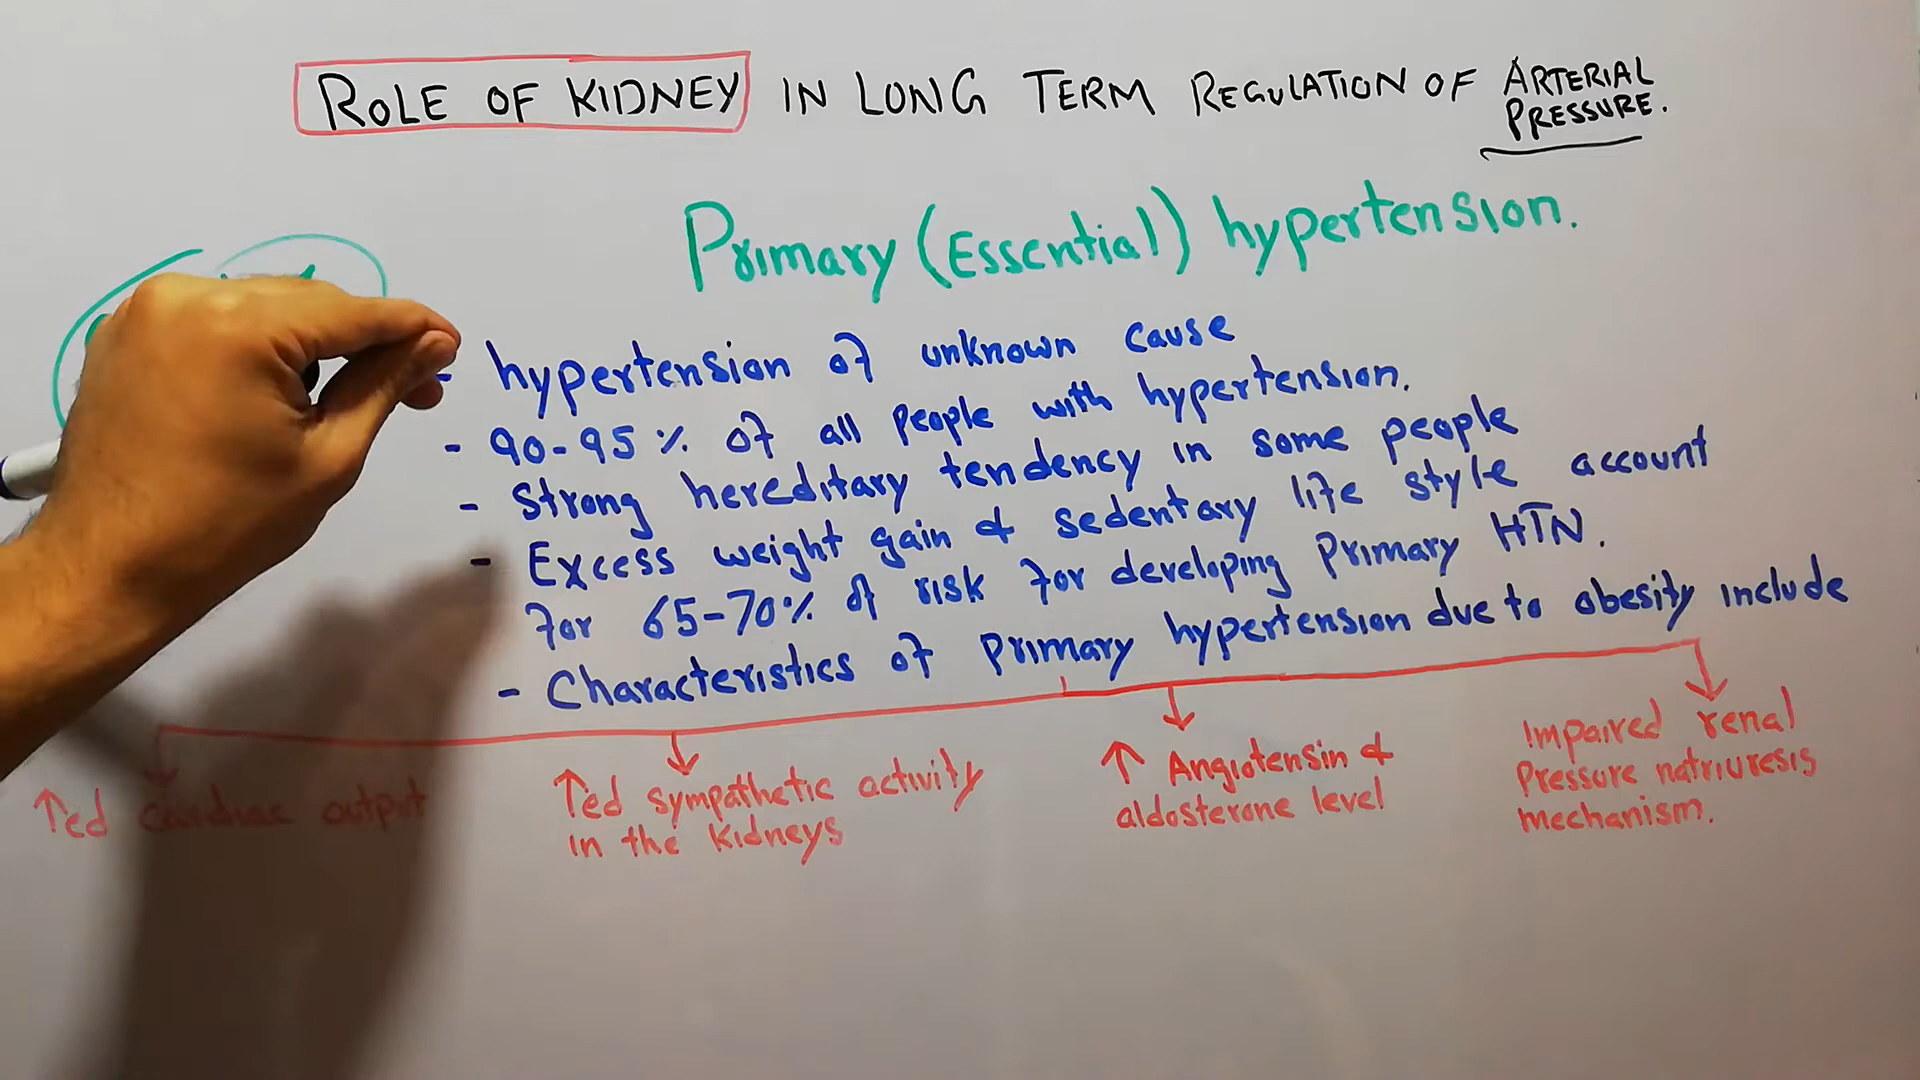 ROLE OF KIDNEY IN LONG TERM REGULATION OF ARTERIAL
PRESSURE.
Primary (Essential) hypertension.
- hypertension of unknown cause
- 90-95% of all people with hypertension.
- Strong hereditary tendency in some people
- Excess weight gain & sedentary life style account
for 65-70% of risk for developing primary HTN.
- Characteristics of primary hypertension due to obesity include
↑ed cardiac output
↑ed sympathetic activity
in the kidneys
↑ Angiotensin &
aldosterone level
Impaired renal
pressure natriuresis
mechanism.